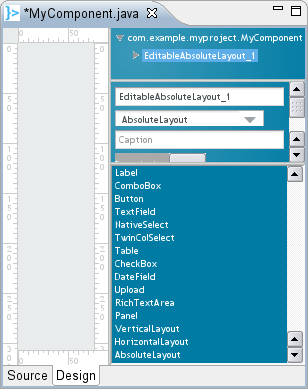 *MyComponent.java
com.example.myproject.MyComponent
EditableAbsoluteLayout_1
EditableAbsoluteLayout_1
AbsoluteLayout
Caption
Label
ComboBox
Button
TextField
NativeSelect
TwinColSelect
Table
CheckBox
DateField
Upload
RichTextArea
Panel
VerticalLayout
HorizontalLayout
AbsoluteLayout
Source Design